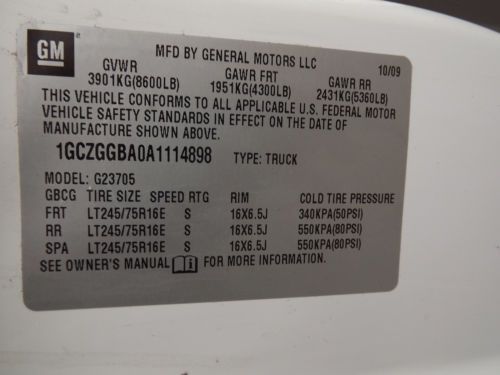 GM
MFD BY GENERAL MOTORS LLC
10/09
GVWR GAWR FRT GAWR RR
3901KG(8600LB) 1951KG(4300LB) 2431KG(5360LB)
THIS VEHICLE CONFORMS TO ALL APPLICABLE U.S. FEDERAL MOTOR
VEHICLE SAFETY STANDARDS IN EFFECT ON THE DATE OF
MANUFACTURE SHOWN ABOVE.
1GCZGGBA0A1114898 TYPE: TRUCK
MODEL: G23705
GBCG TIRE SIZE SPEED RTG RIM COLD TIRE PRESSURE
FRT LT245/75R16E S 16X6.5J 340KPA(50PSI)
RR LT245/75R16E S 16X6.5J 550KPA(80PSI)
SPA LT245/75R16E S 16X6.5J 550KPA(80PSI)
SEE OWNER'S MANUAL FOR MORE INFORMATION.